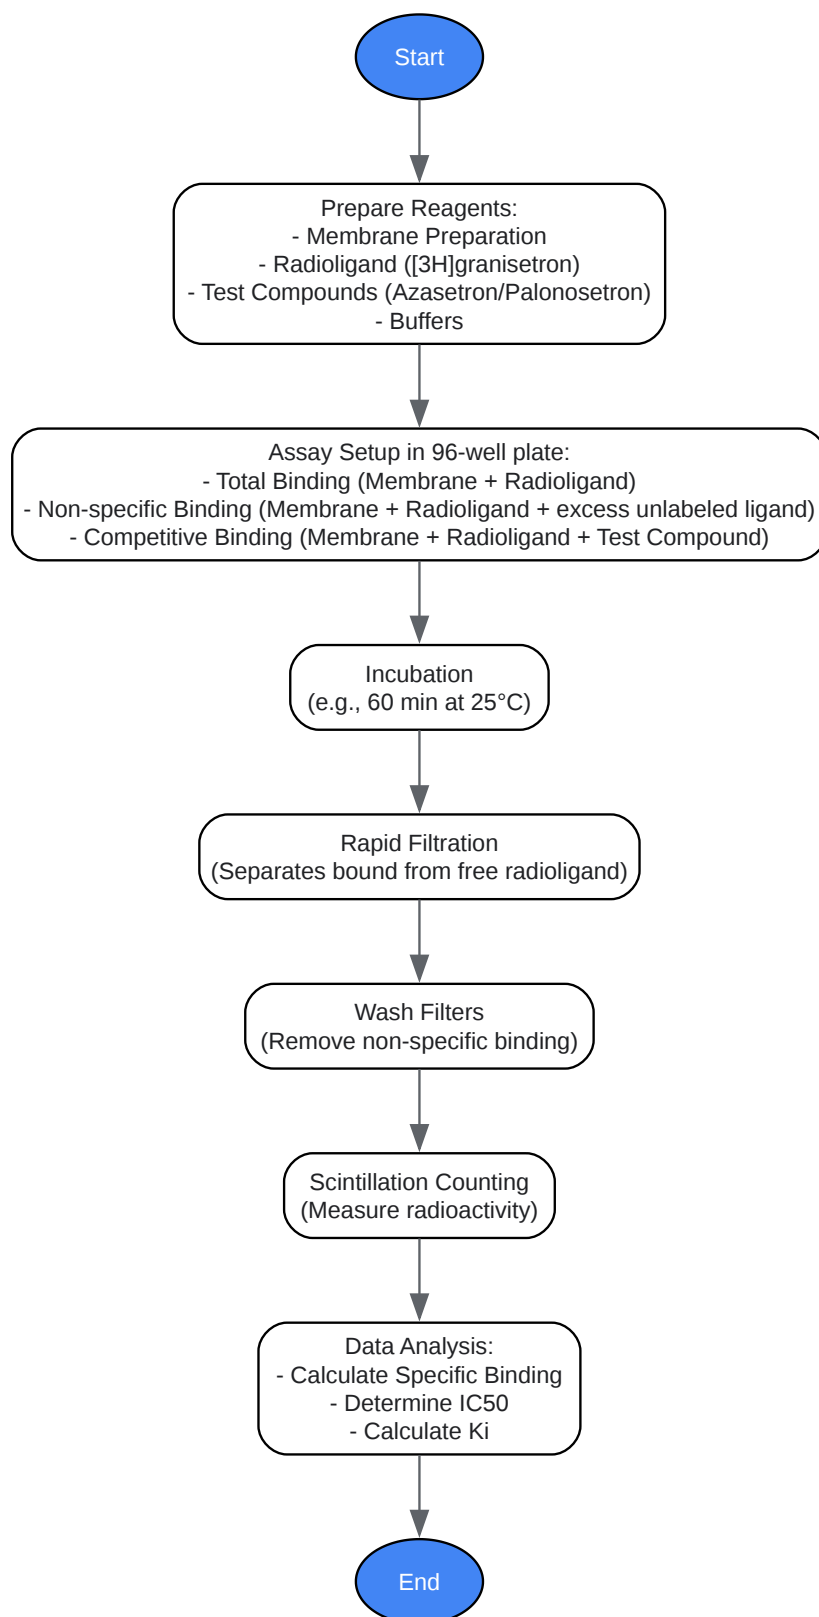 Start
Prepare Reagents:
- Membrane Preparation
- Radioligand ([3H]granisetron)
- Test Compounds (Azasetron/Palonosetron)
- Buffers
Assay Setup in 96-well plate:
- Total Binding (Membrane + Radioligand)
- Non-specific Binding (Membrane + Radioligand + excess unlabeled ligand)
- Competitive Binding (Membrane + Radioligand + Test Compound)
Incubation
(e.g., 60 min at 25°C)
Rapid Filtration
(Separates bound from free radioligand)
Wash Filters
(Remove non-specific binding)
Scintillation Counting
(Measure radioactivity)
Data Analysis:
- Calculate Specific Binding
- Determine IC50
- Calculate Ki
End